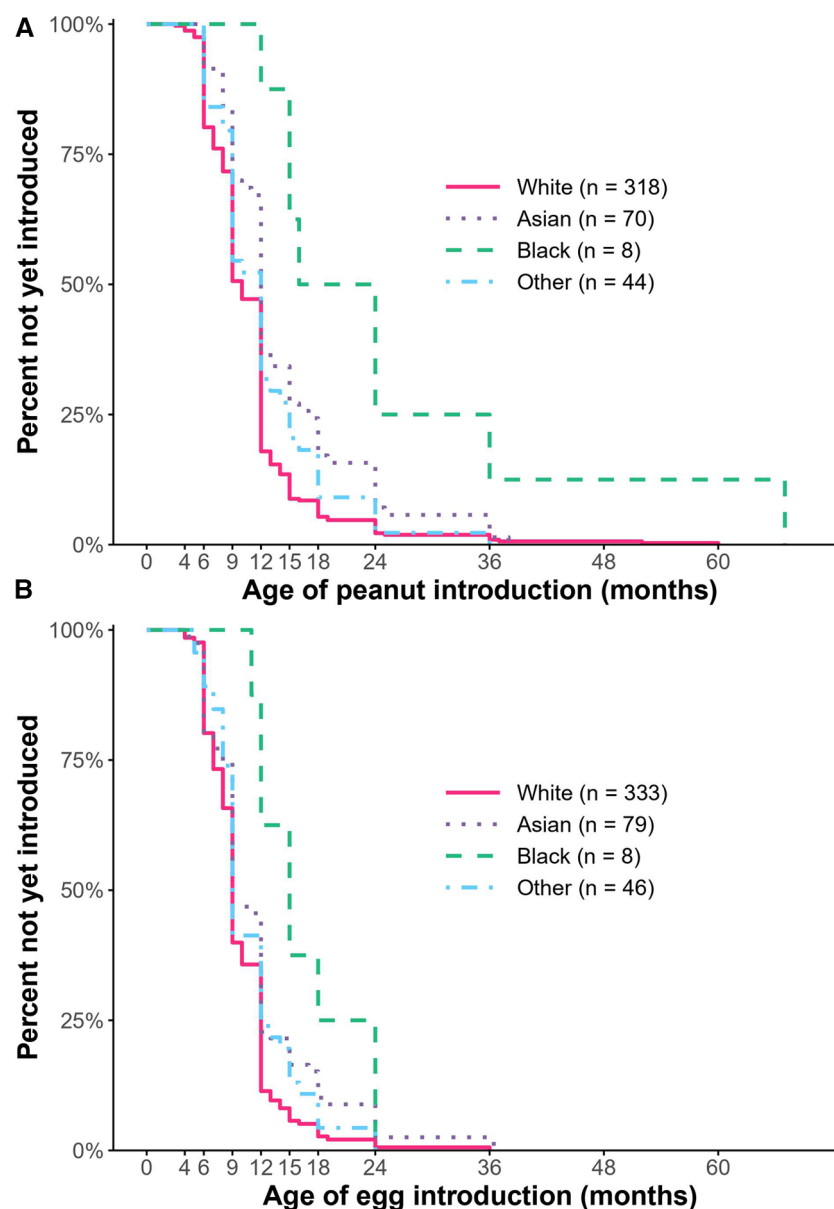 A
100%
75%
50%
25%
0%
Percent not yet introduced
White (n = 318)
Asian (n = 70)
Black (n = 8)
Other (n = 44)
0 4 6 9 12 15 18 24 36 48 60
Age of peanut introduction (months)
B
100%
75%
50%
25%
0%
Percent not yet introduced
White (n = 333)
Asian (n = 79)
Black (n = 8)
Other (n = 46)
0 4 6 9 12 15 18 24 36 48 60
Age of egg introduction (months)